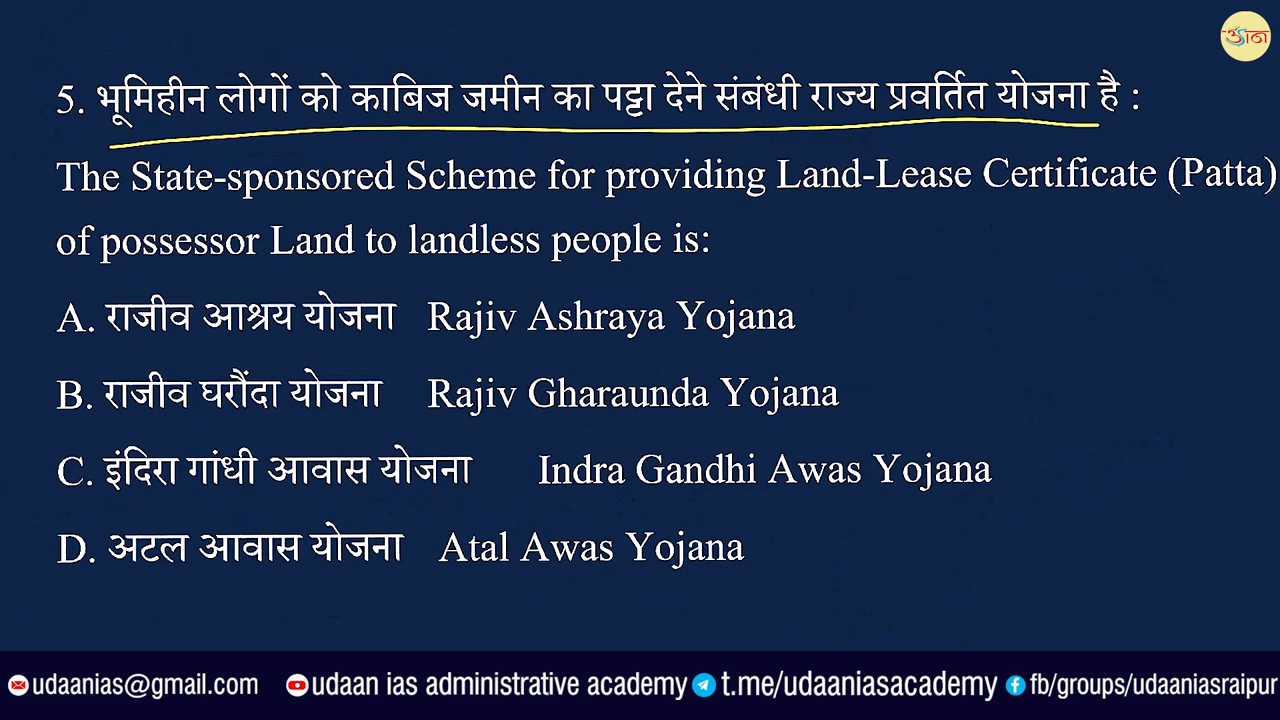 उड़ान
5. भूमिहीन लोगों को काबिज जमीन का पट्टा देने संबंधी राज्य प्रवर्तित योजना है :
The State-sponsored Scheme for providing Land-Lease Certificate (Patta)
of possessor Land to landless people is:
A. राजीव आश्रय योजना Rajiv Ashraya Yojana
B. राजीव घरौंदा योजना Rajiv Gharaunda Yojana
C. इंदिरा गांधी आवास योजना Indra Gandhi Awas Yojana
D. अटल आवास योजना Atal Awas Yojana
udaanias@gmail.com udaan ias administrative academy t.me/udaaniasacademy fb/groups/udaaniasraipur